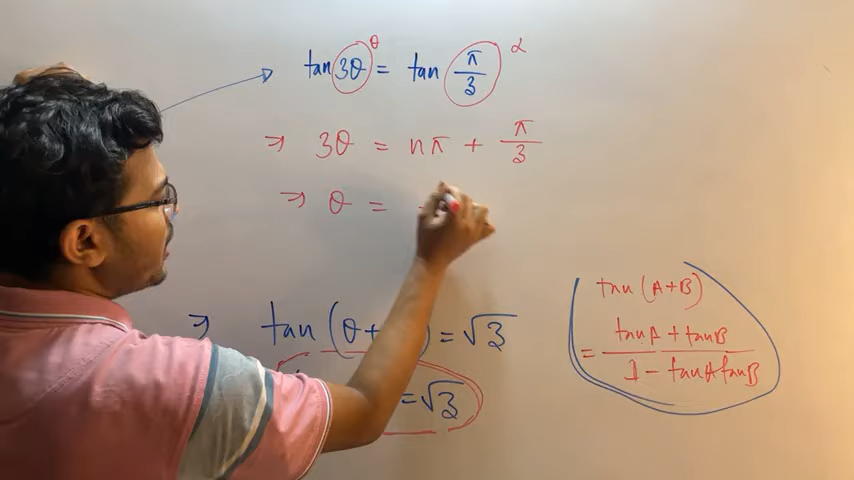 tan 3θ = tan π/3
θ
α
⇒ 3θ = nπ + π/3
⇒ θ =
⇒ tan (θ+ ) = √3
= √3
tan (A+B)
= tanA + tanB / 1 - tanA tanB